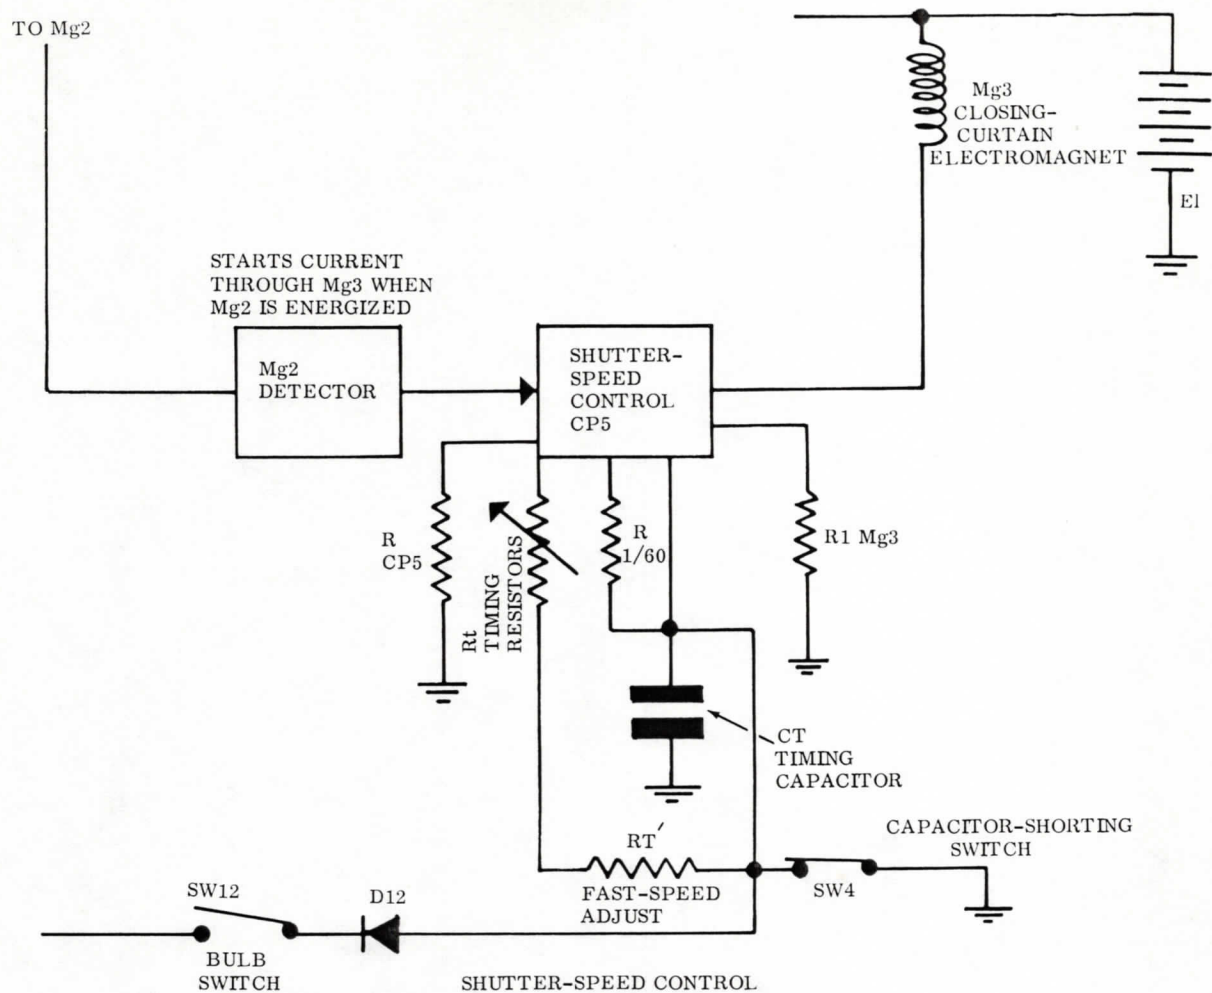 TO Mg2
Mg3
CLOSING-
CURTAIN
ELECTROMAGNET
E1
STARTS CURRENT
THROUGH Mg3 WHEN
Mg2 IS ENERGIZED
Mg2
DETECTOR
SHUTTER-
SPEED
CONTROL
CP5
R
CP5
Rt
TIMING
RESISTORS
R
1/60
R1 Mg3
CT
TIMING
CAPACITOR
RT'
FAST-SPEED
ADJUST
CAPACITOR-SHORTING
SWITCH
SW4
SW12
D12
BULB
SWITCH
SHUTTER-SPEED CONTROL